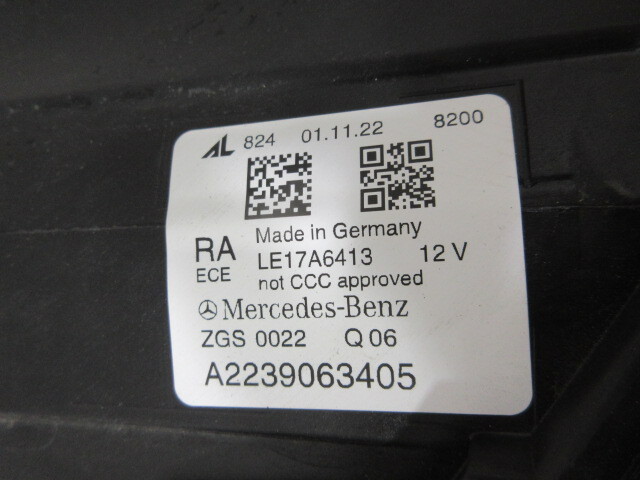 AL 824 01.11.22 8200
Made in Germany
RA LE17A6413 12 V
ECE not CCC approved
Mercedes-Benz
ZGS 0022 Q 06
A2239063405